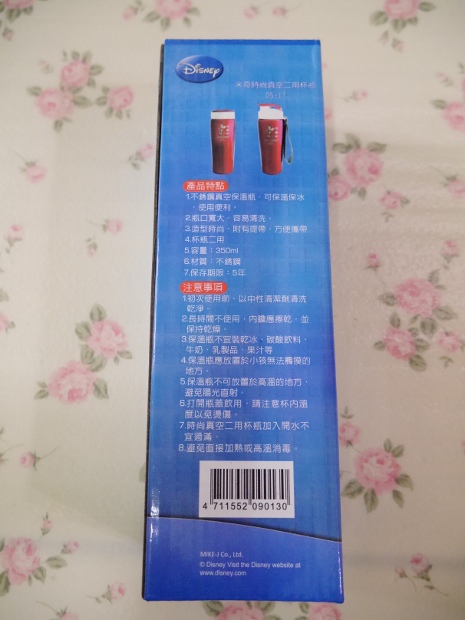 Disney
米奇時尚真空二用杯瓶
DS-11
產品特點
1.不銹鋼真空保溫瓶，可保溫保冰
，使用便利。
2.瓶口寬大，容易清洗。
3.造型時尚，附有提帶，方便攜帶
4.杯瓶二用
5.容量：350ml
6.材質：不銹鋼
7.保存期限：5年
注意事項
1.初次使用前，以中性清潔劑清洗
乾淨。
2.長時間不使用，內鐵應擦乾，並
保持乾燥。
3.保溫瓶不宜裝乾冰、碳酸飲料、
牛奶、乳製品、果汁等
4.保溫瓶應放置於小孩無法觸摸的
地方。
5.保溫瓶不可放置於高溫的地方，
避免陽光直射。
6.打開瓶蓋飲用，請注意杯內溫
度以免燙傷。
7.時尚真空二用杯瓶加入開水不
宜過滿。
8.避免直接加熱或高溫消毒。
4 711552 090130
Co., Ltd.
© Disney Visit the Disney website at
www.disney.com